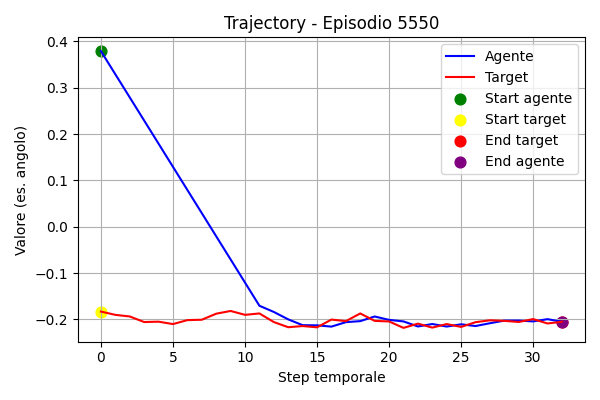 Trajectory - Episodio 5550
Valore (es. angolo)
0.4
0.3
0.2
0.1
0.0
−0.1
−0.2
Agente
Target
Start agente
Start target
End target
End agente
0 5 10 15 20 25 30
Step temporale